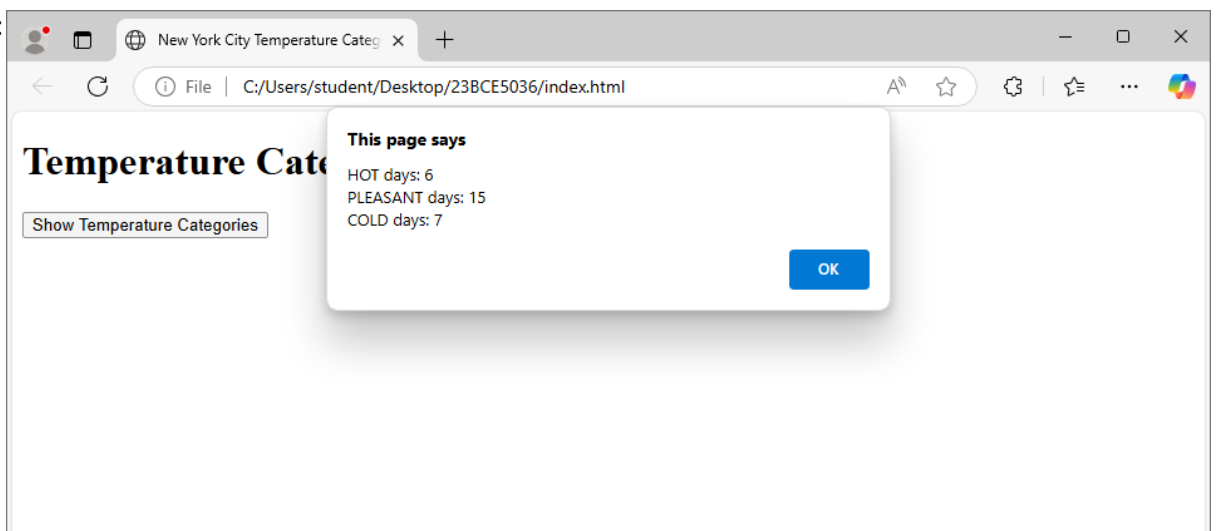 New York City Temperature Categ
File
C:/Users/student/Desktop/23BCE5036/index.html
This page says
HOT days: 6
PLEASANT days: 15
COLD days: 7
OK
Temperature Cate
Show Temperature Categories